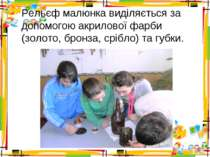 Рельєф малюнка виділяється за
допомогою акрилової фарби
(золото, бронза, срібло) та губки.